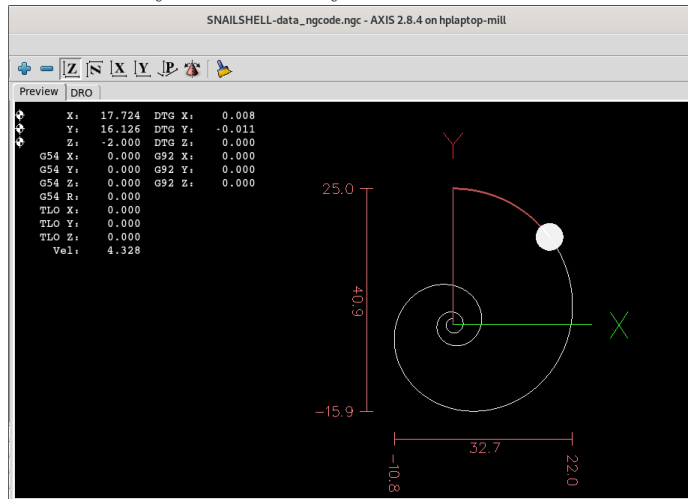 SNAILSHELL-data_ngcode.ngc - AXIS 2.8.4 on hplaptop-mill
Z N X Y P
Preview DRO
X: 17.724 DTG X: 0.008
Y: 16.126 DTG Y: -0.011
Z: -2.000 DTG Z: 0.000
G54 X: 0.000 G92 X: 0.000
G54 Y: 0.000 G92 Y: 0.000
G54 Z: 0.000 G92 Z: 0.000
G54 R: 0.000
TLO X: 0.000
TLO Y: 0.000
TLO Z: 0.000
Vel: 4.328
Y
25.0
40.9
X
-15.9
32.7
-10.8
22.0